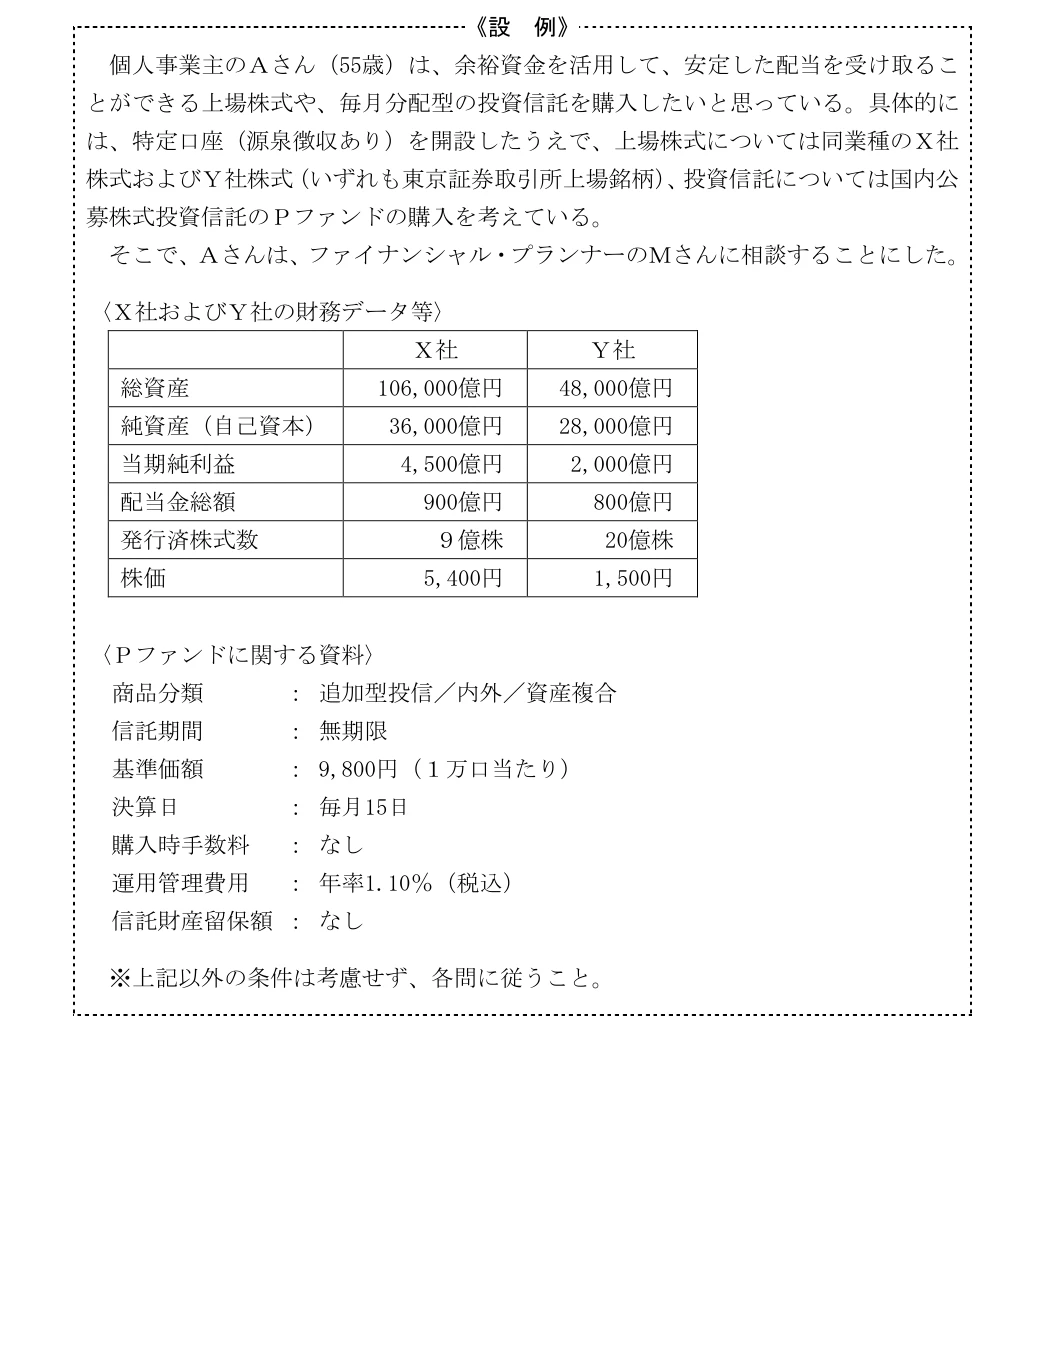 《設　例》
個人事業主のＡさん（55歳）は、余裕資金を活用して、安定した配当を受け取るこ
とができる上場株式や、毎月分配型の投資信託を購入したいと思っている。具体的に
は、特定口座（源泉徴収あり）を開設したうえで、上場株式については同業種のＸ社
株式およびＹ社株式（いずれも東京証券取引所上場銘柄）、投資信託については国内公
募株式投資信託のＰファンドの購入を考えている。
そこで、Ａさんは、ファイナンシャル・プランナーのＭさんに相談することにした。
〈Ｘ社およびＹ社の財務データ等〉
Ｘ社 Ｙ社
総資産 106,000億円 48,000億円
純資産（自己資本） 36,000億円 28,000億円
当期純利益 4,500億円 2,000億円
配当金総額 900億円 800億円
発行済株式数 ９億株 20億株
株価 5,400円 1,500円
〈Ｐファンドに関する資料〉
商品分類 ： 追加型投信／内外／資産複合
信託期間 ： 無期限
基準価額 ： 9,800円（１万口当たり）
決算日 ： 毎月15日
購入時手数料 ： なし
運用管理費用 ： 年率1.10％（税込）
信託財産留保額 ： なし
※上記以外の条件は考慮せず、各問に従うこと。